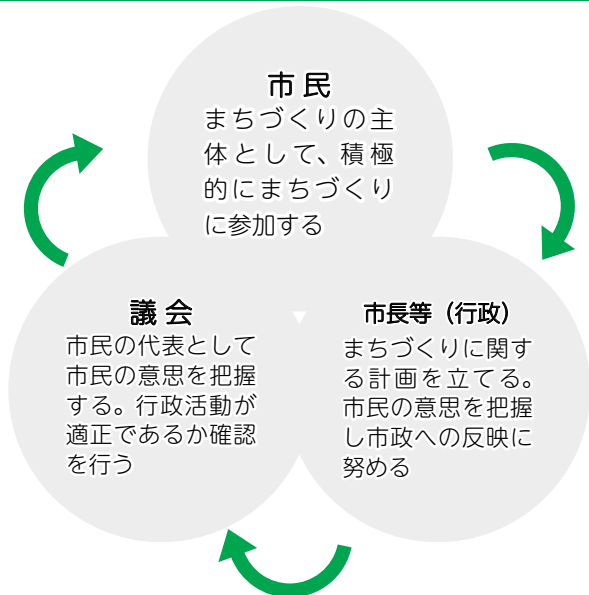 市民
まちづくりの主
体として、積極
的にまちづくり
に参加する
議会
市民の代表として
市民の意思を把握
する。行政活動が
適正であるか確認
を行う
市長等（行政）
まちづくりに関す
る計画を立てる。
市民の意思を把握
し市政への反映に
努める